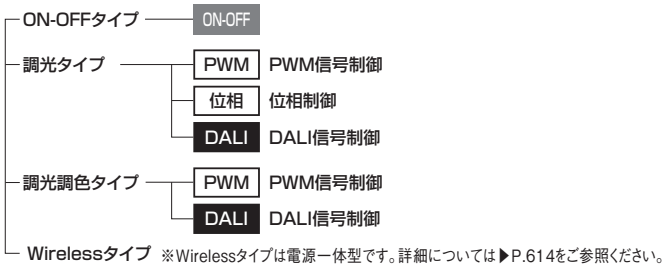 ON-OFFタイプ ON-OFF
調光タイプ PWM PWM信号制御
位相 位相制御
DALI DALI信号制御
調光調色タイプ PWM PWM信号制御
DALI DALI信号制御
Wirelessタイプ ※Wirelessタイプは電源一体型です。詳細については▶P.614をご参照ください。